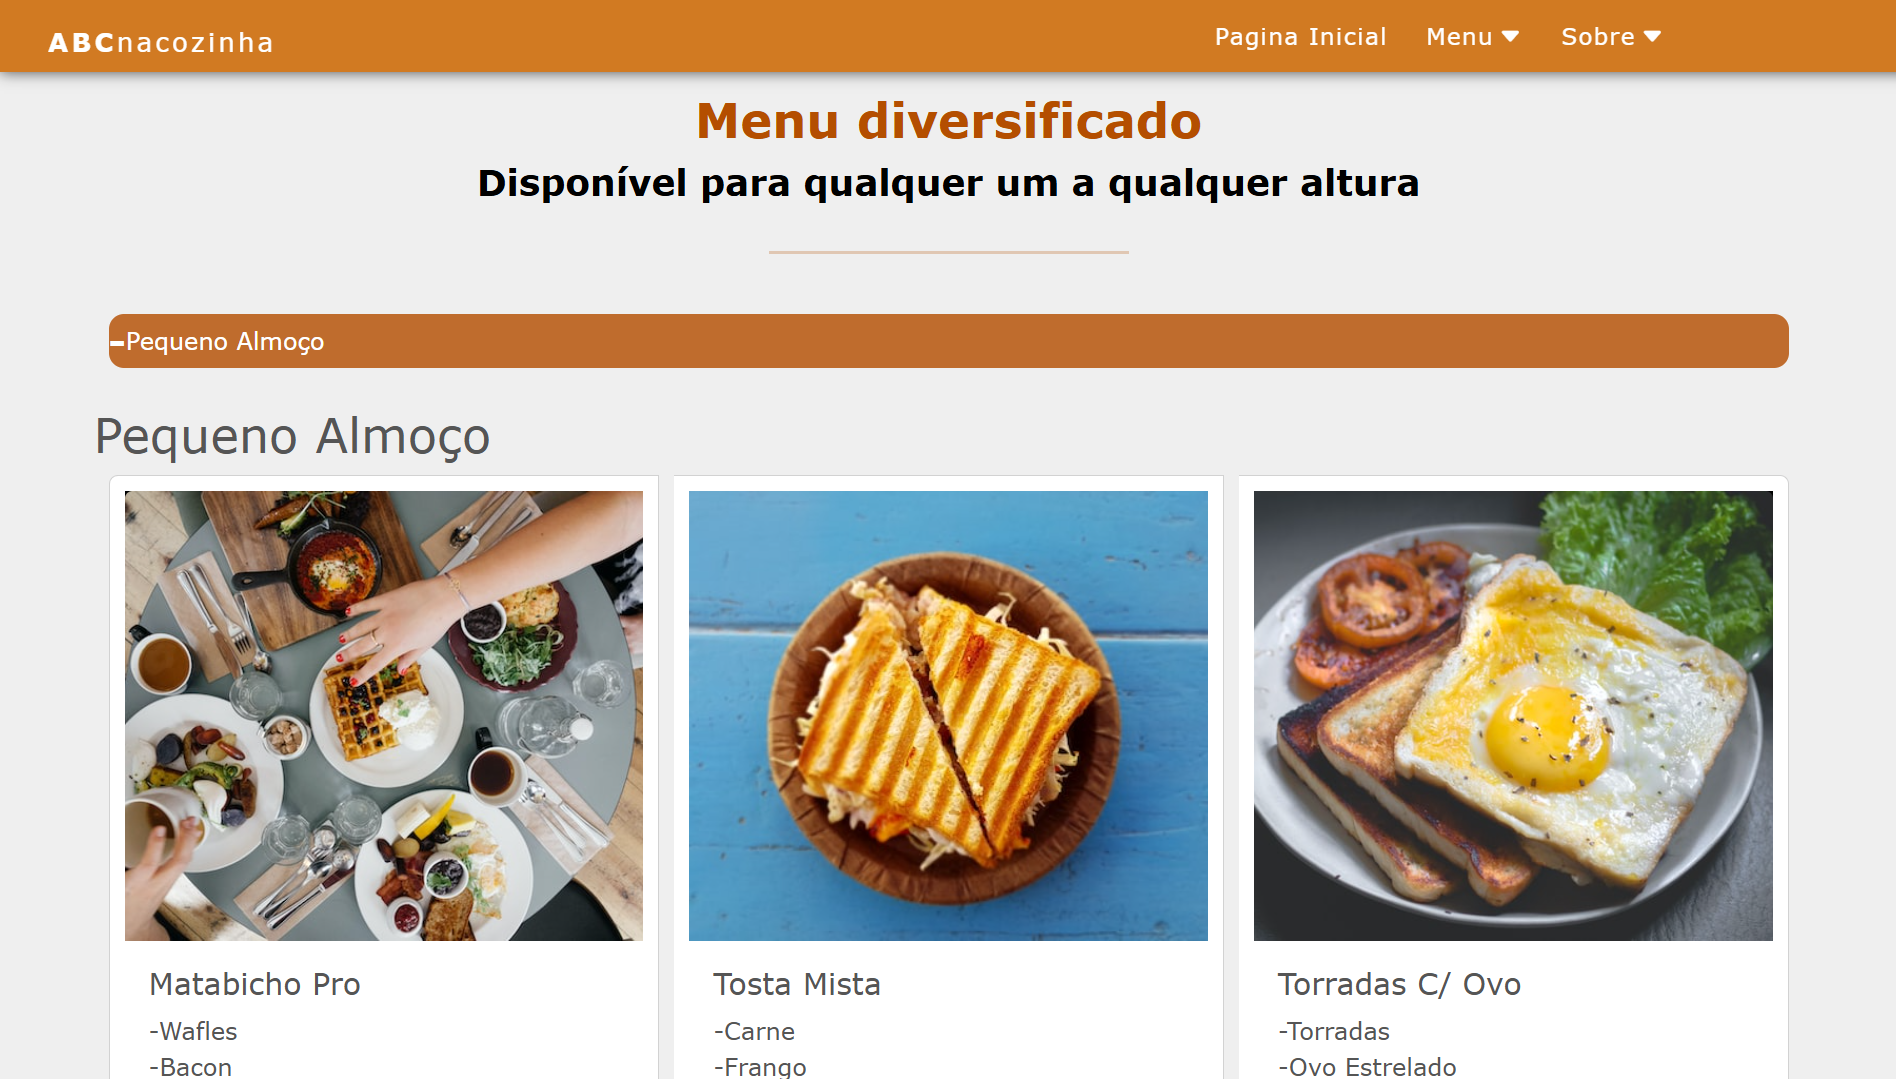 ABCnacozinha
Pagina Inicial Menu Sobre
Menu diversificado
Disponível para qualquer um a qualquer altura
Pequeno Almoço
Pequeno Almoço
Matabicho Pro
-Wafles
-Bacon
Tosta Mista
-Carne
-Frango
Torradas C/ Ovo
-Torradas
-Ovo Estrelado